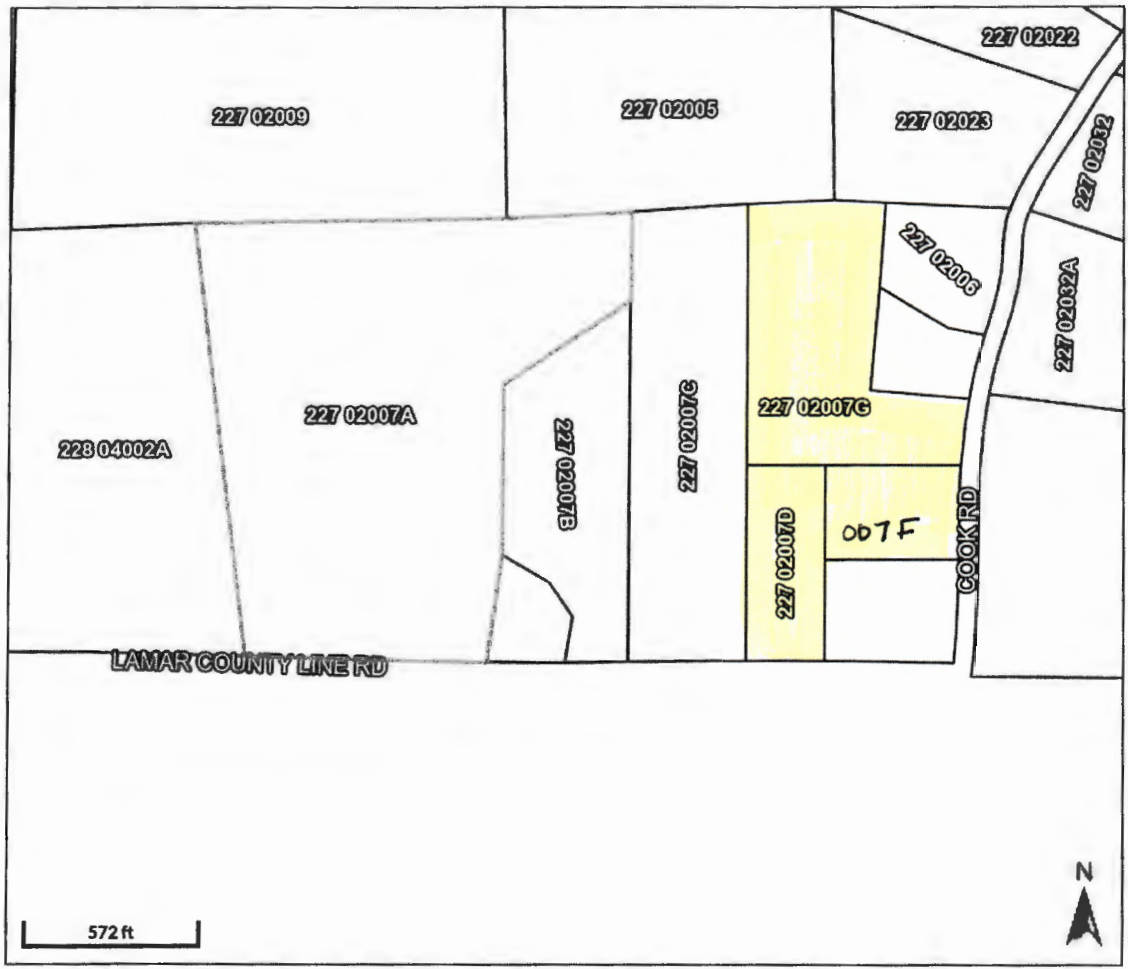 227 02022
227 02009
227 02005
227 02023
227 02032
227 02006
227 02032A
227 02007A
227 02007G
228 04002A
227 02007B
227 02007C
227 02007D
007F
COOK RD
LAMAR COUNTY LINE RD
N
572 ft